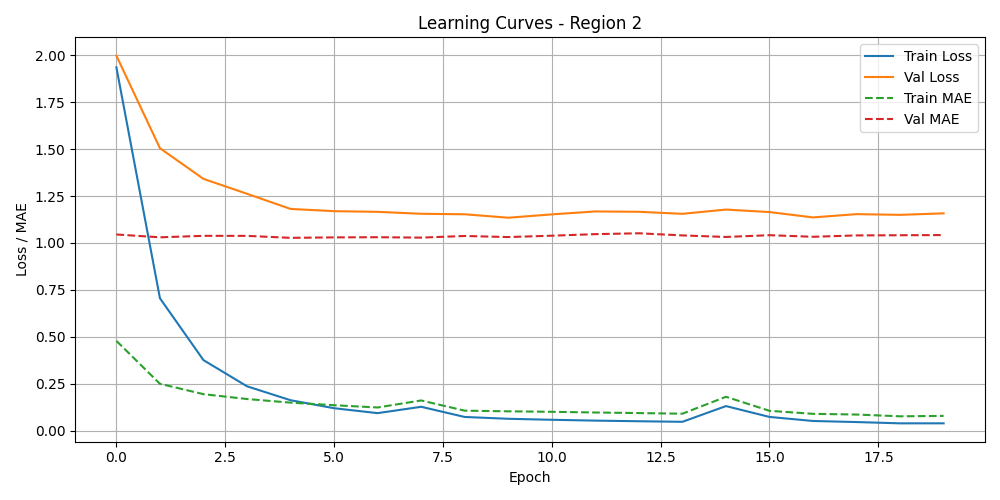 Learning Curves - Region 2
Train Loss
Val Loss
Train MAE
Val MAE
Loss / MAE
2.00
1.75
1.50
1.25
1.00
0.75
0.50
0.25
0.00
0.0 2.5 5.0 7.5 10.0 12.5 15.0 17.5
Epoch